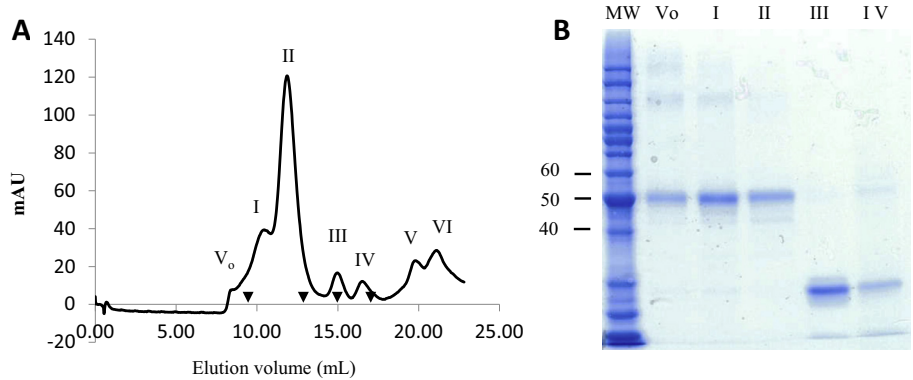 A
140
120
100
80
60
40
20
0
-20
mAU
Vo
I
II
III
IV
V
VI
0.00 5.00 10.00 15.00 20.00 25.00
Elution volume (mL)
B
MW Vo I II III I V
60
50
40